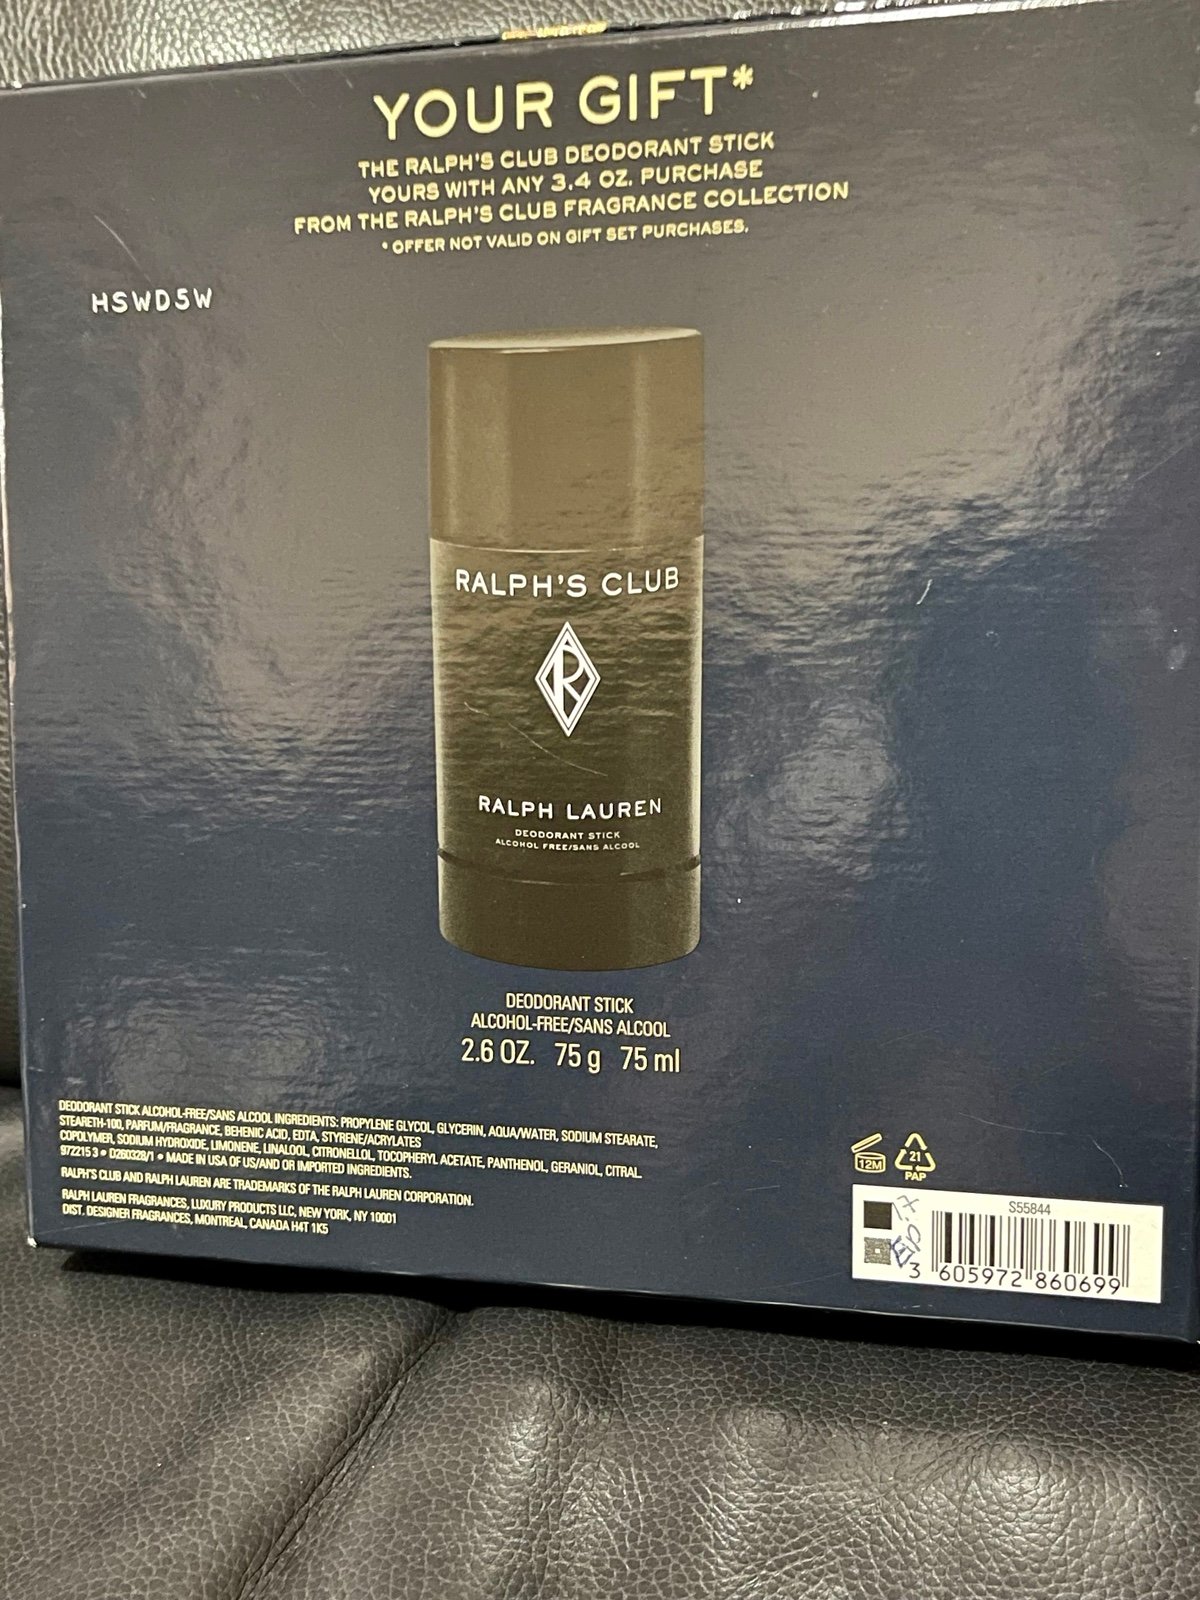 YOUR GIFT*
THE RALPH'S CLUB DEODORANT STICK
YOURS WITH ANY 3.4 OZ. PURCHASE
FROM THE RALPH'S CLUB FRAGRANCE COLLECTION
* OFFER NOT VALID ON GIFT SET PURCHASES.
HSWD5W
RALPH'S CLUB
R
RALPH LAUREN
DEODORANT STICK
ALCOHOL FREE/SANS ALCOOL
DEODORANT STICK
ALCOHOL-FREE/SANS ALCOOL
2.6 OZ. 75 g 75 ml
DEODORANT STICK ALCOHOL-FREE/SANS ALCOOL INGREDIENTS: PROPYLENE GLYCOL, GLYCERIN, AQUA/WATER, SODIUM STEARATE,
STEARETH-100, PARFUM/FRAGRANCE, BEHENIC ACID, EDTA, STYRENE/ACRYLATES
COPOLYMER, SODIUM HYDROXIDE, LIMONENE, LINALOOL, CITRONELLOL, TOCOPHERYL ACETATE, PANTHENOL, GERANIOL, CITRAL.
972215 3 • D260328/1 • MADE IN USA OF US/AND OR IMPORTED INGREDIENTS.
RALPH'S CLUB AND RALPH LAUREN ARE TRADEMARKS OF THE RALPH LAUREN CORPORATION.
RALPH LAUREN FRAGRANCES, LUXURY PRODUCTS LLC, NEW YORK, NY 10001
DIST. DESIGNER FRAGRANCES, MONTREAL, CANADA H4T 1K5
12M
21
PAP
S55844
3 605972 860699